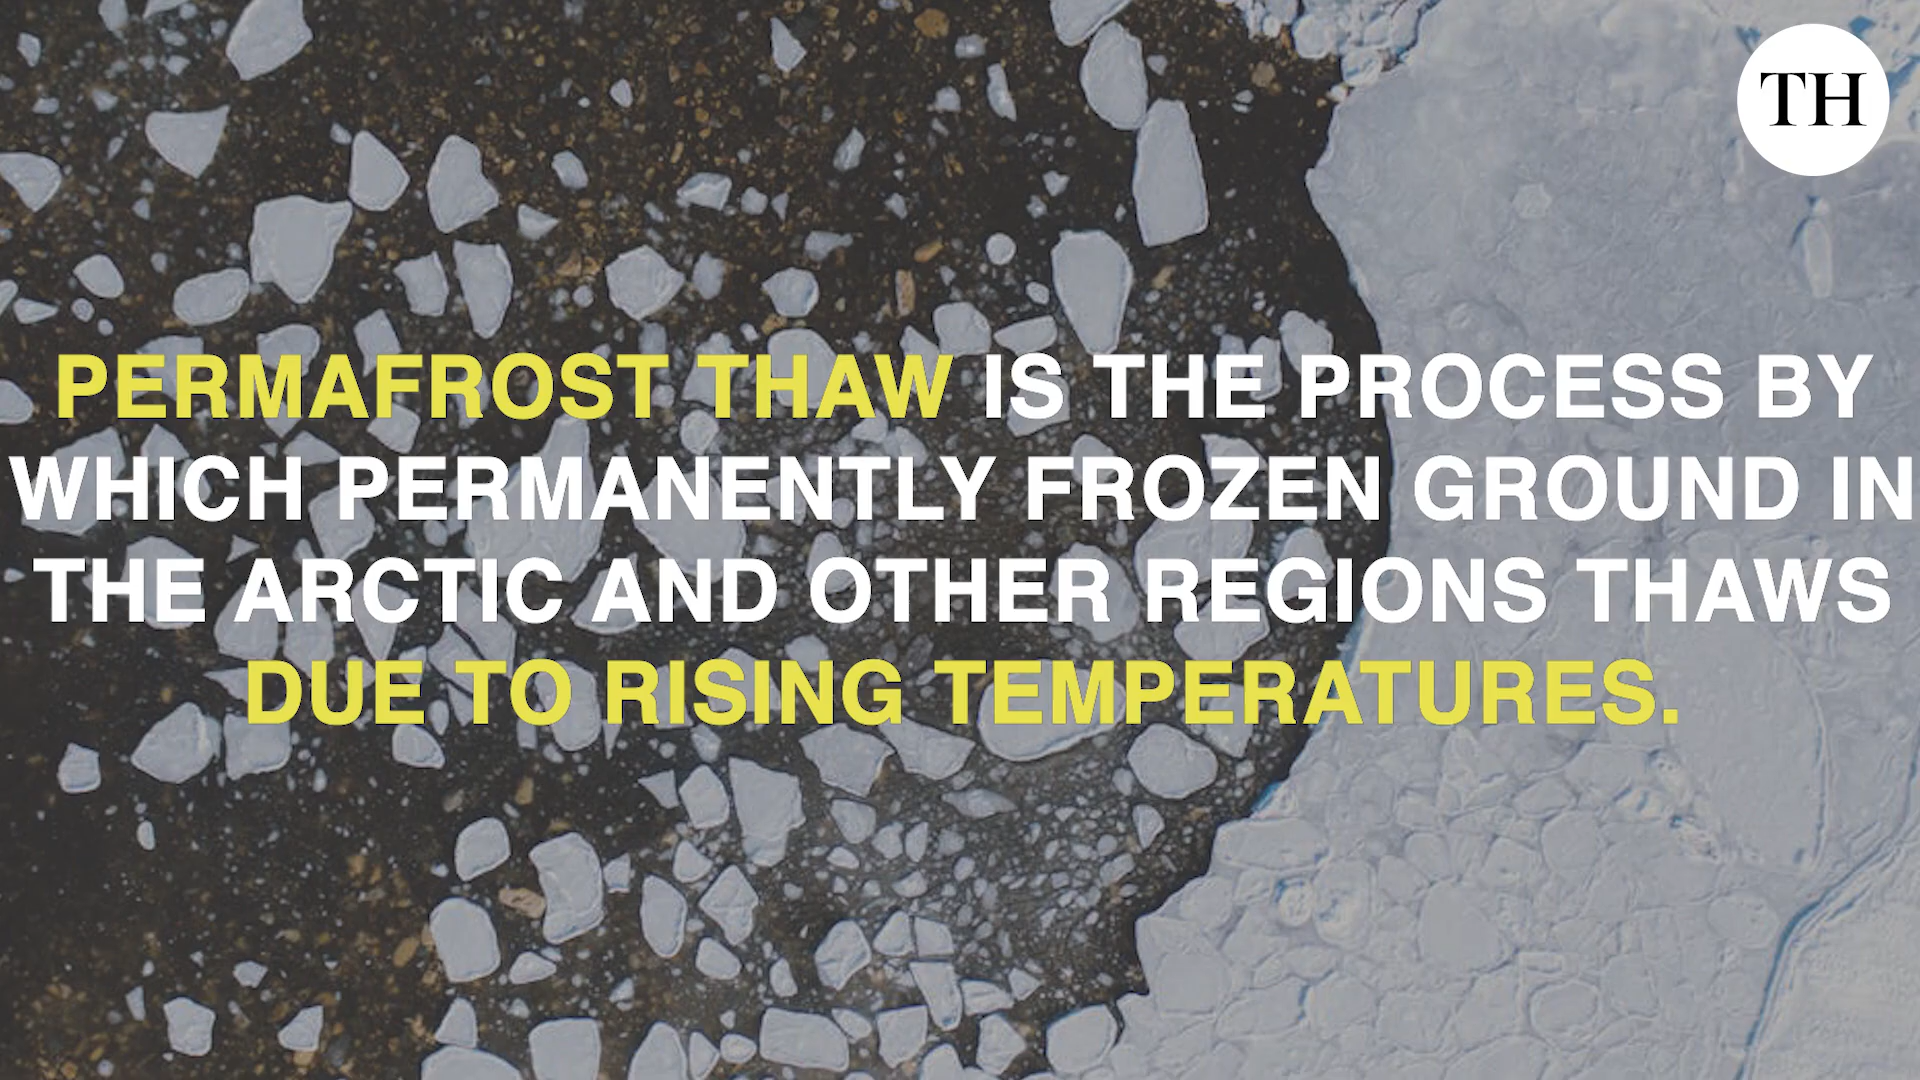 TH
PERMAFROST THAW IS THE PROCESS BY
WHICH PERMANENTLY FROZEN GROUND IN
THE ARCTIC AND OTHER REGIONS THAWS
DUE TO RISING TEMPERATURES.